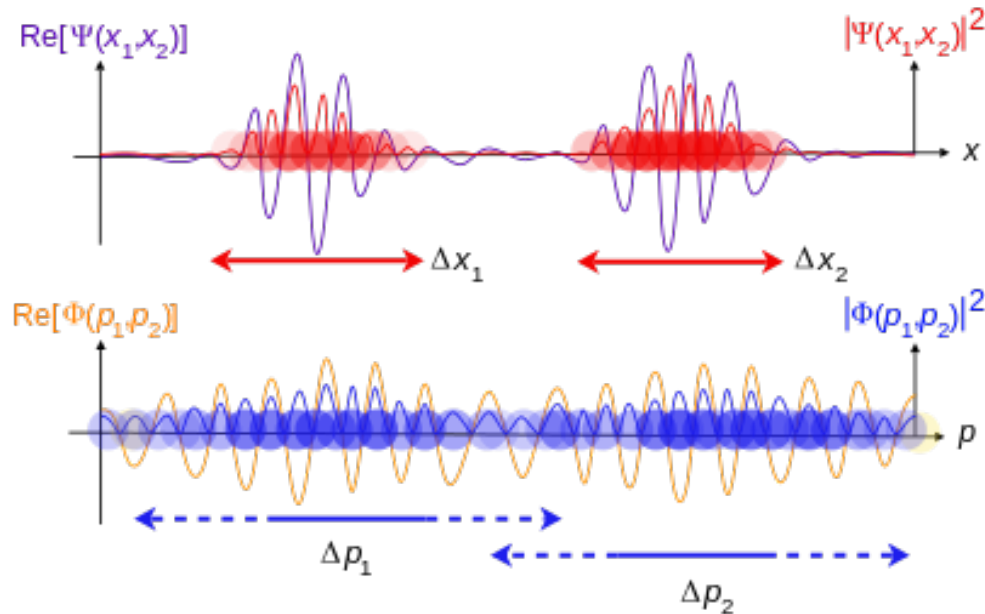 Re[Ψ(x₁,x₂)]
|Ψ(x₁,x₂)|²
x
Δx₁
Δx₂
Re[Φ(p₁,p₂)]
|Φ(p₁,p₂)|²
p
Δp₁
Δp₂